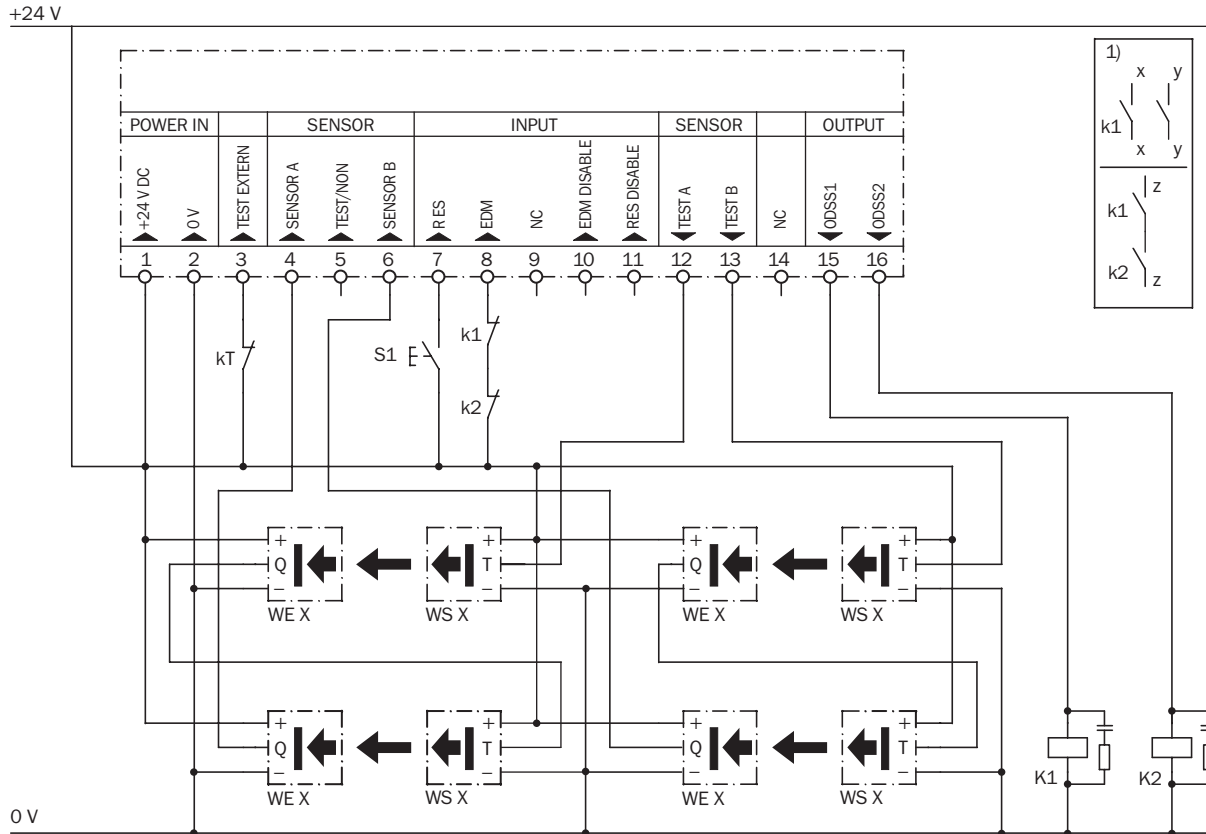 +24 V
1)
x y
k1
x y
z
k1
k2
z
POWER IN SENSOR INPUT SENSOR OUTPUT
+24 V DC
0 V
TEST EXTERN
SENSOR A
TEST/NON
SENSOR B
R ES
EDM
NC
EDM DISABLE
RES DISABLE
TEST A
TEST B
NC
ODSS1
ODSS2
1 2 3 4 5 6 7 8 9 10 11 12 13 14 15 16
kT
S1
k1
k2
+ + + +
Q T Q T
– – – –
WE X WS X WE X WS X
+ + + +
Q T Q T
– – – –
WE X WS X WE X WS X
K1 K2
0 V